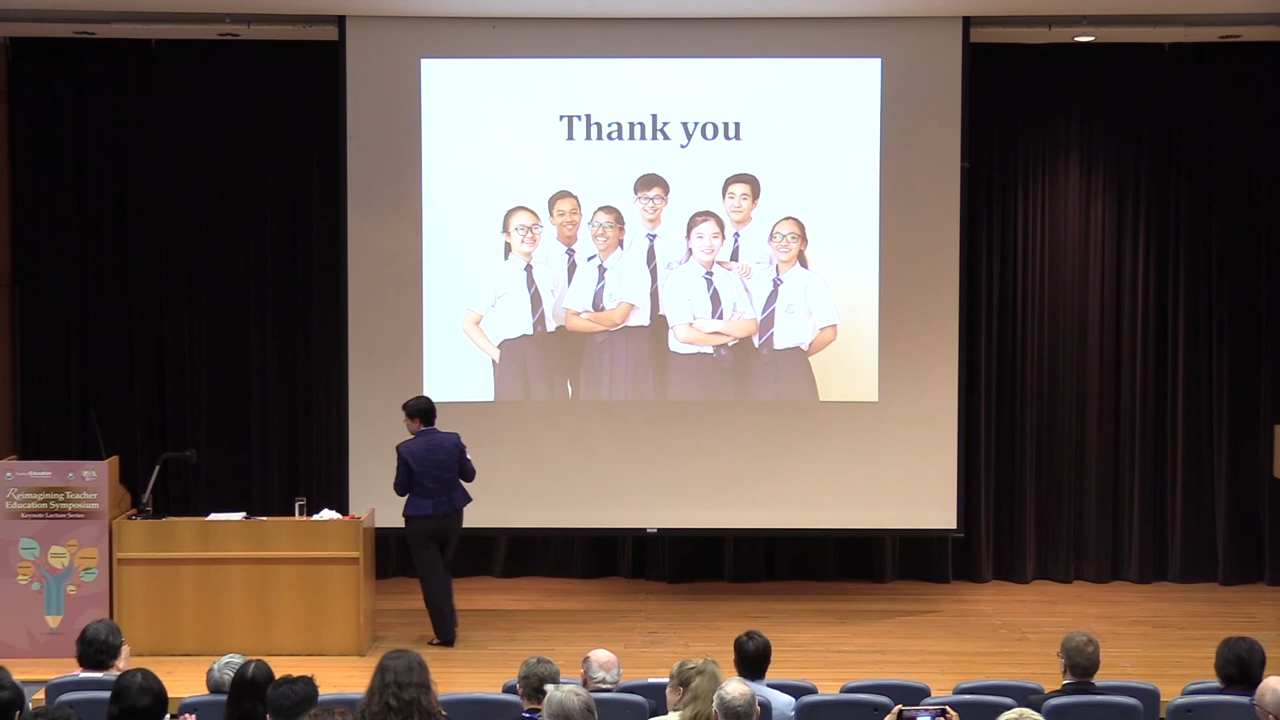 Thank you
Reimagining Teacher
Education Symposium
Keynote Lecture Series